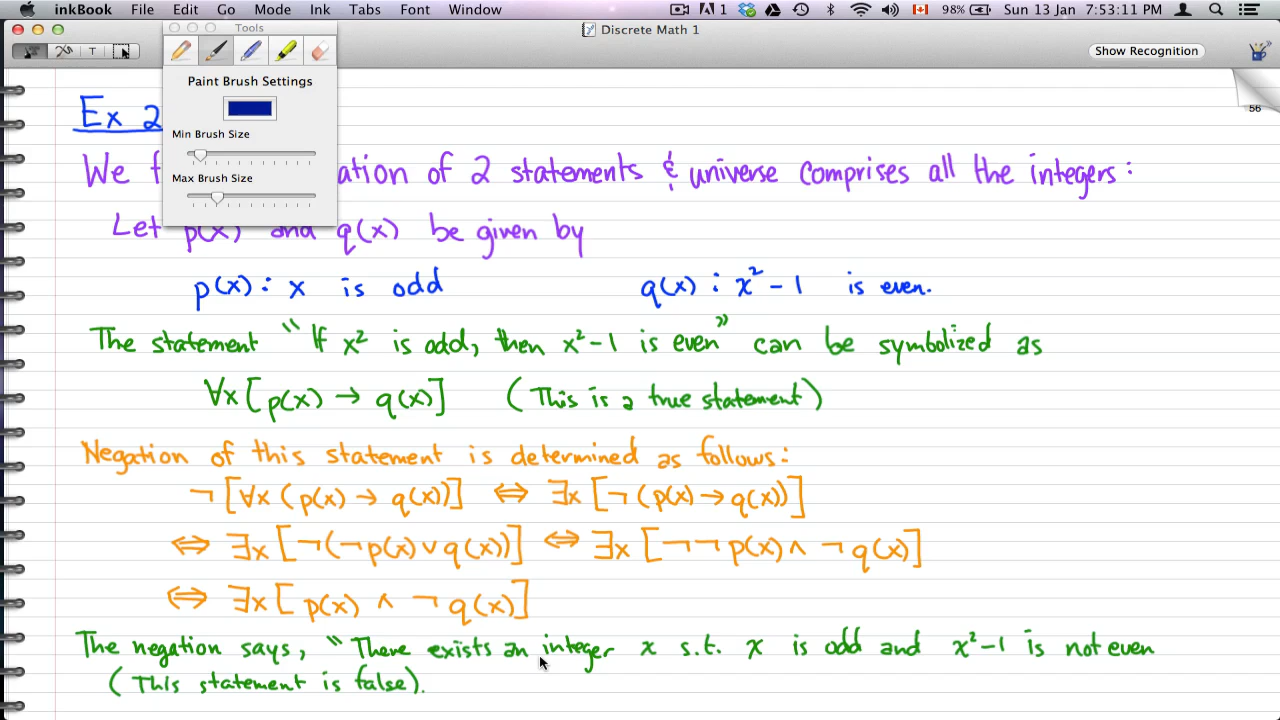 inkBook File Edit Go Mode Ink Tabs Font Window 1 98% Sun 13 Jan 7:53:11 PM
Tools
Discrete Math 1
T
Show Recognition
Paint Brush Settings
Min Brush Size
Max Brush Size
56
Ex 2
We f ation of 2 statements & universe comprises all the integers:
Let p(x) and q(x) be given by
p(x): x is odd q(x): x² - 1 is even.
The statement "If x² is odd, then x²-1 is even" can be symbolized as
∀x[p(x) → q(x)] (This is a true statement)
Negation of this statement is determined as follows:
¬[∀x(p(x) → q(x))] ⇔ ∃x[¬(p(x) → q(x))]
⇔ ∃x[¬(¬p(x) ∨ q(x))] ⇔ ∃x[¬¬p(x) ∧ ¬q(x)]
⇔ ∃x[p(x) ∧ ¬q(x)]
The negation says, "There exists an integer x s.t. x is odd and x²-1 is not even
(This statement is false).